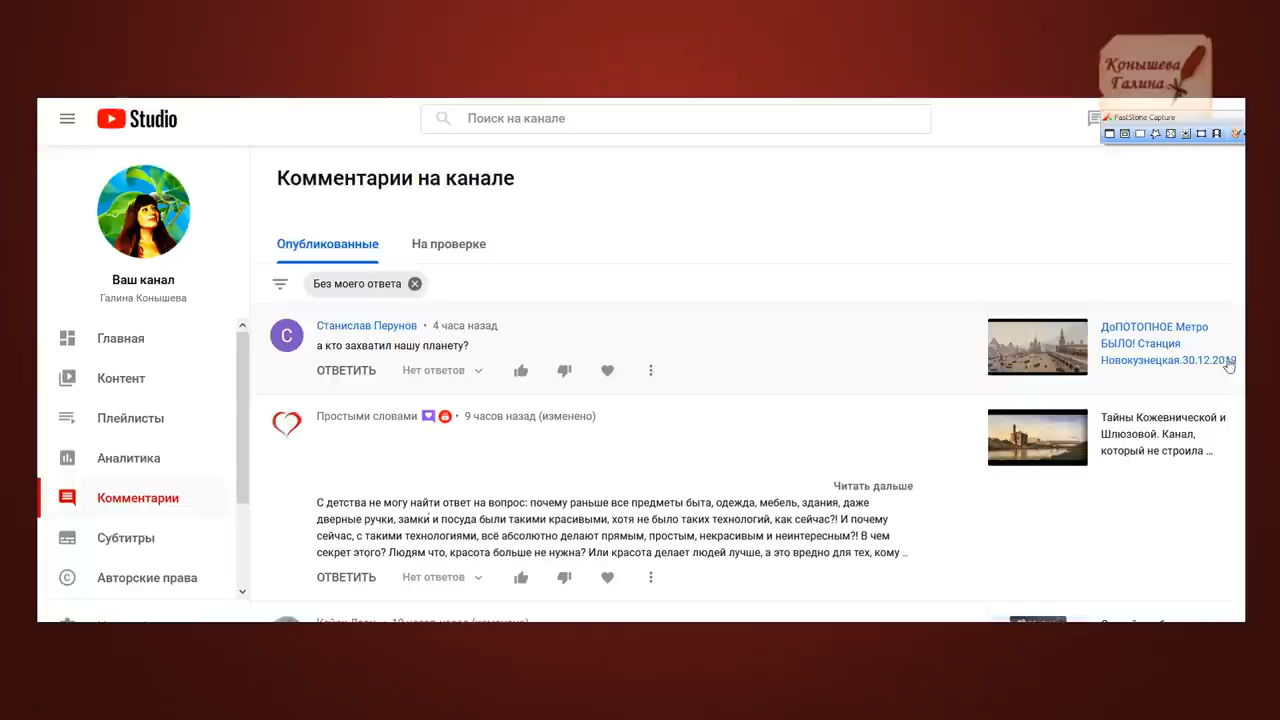 Конышева
Галина
Studio
Поиск на канале
FastStone Capture
Комментарии на канале
Опубликованные
На проверке
Без моего ответа
Ваш канал
Галина Конышева
Главная
Контент
Плейлисты
Аналитика
Комментарии
Субтитры
Авторские права
С
Станислав Перунов • 4 часа назад
а кто захватил нашу планету?
ОТВЕТИТЬ Нет ответов
ДоПОТОПНОЕ Метро
БЫЛО! Станция
Новокузнецкая.30.12.2019
Простыми словами • 9 часов назад (изменено)
Читать дальше
С детства не могу найти ответ на вопрос: почему раньше все предметы быта, одежда, мебель, здания, даже
дверные ручки, замки и посуда были такими красивыми, хотя не было таких технологий, как сейчас?! И почему
сейчас, с такими технологиями, всё абсолютно делают прямым, простым, некрасивым и неинтересным?! В чем
секрет этого? Людям что, красота больше не нужна? Или красота делает людей лучше, а это вредно для тех, кому ...
ОТВЕТИТЬ Нет ответов
Тайны Кожевнической и
Шлюзовой. Канал,
который не строила ...